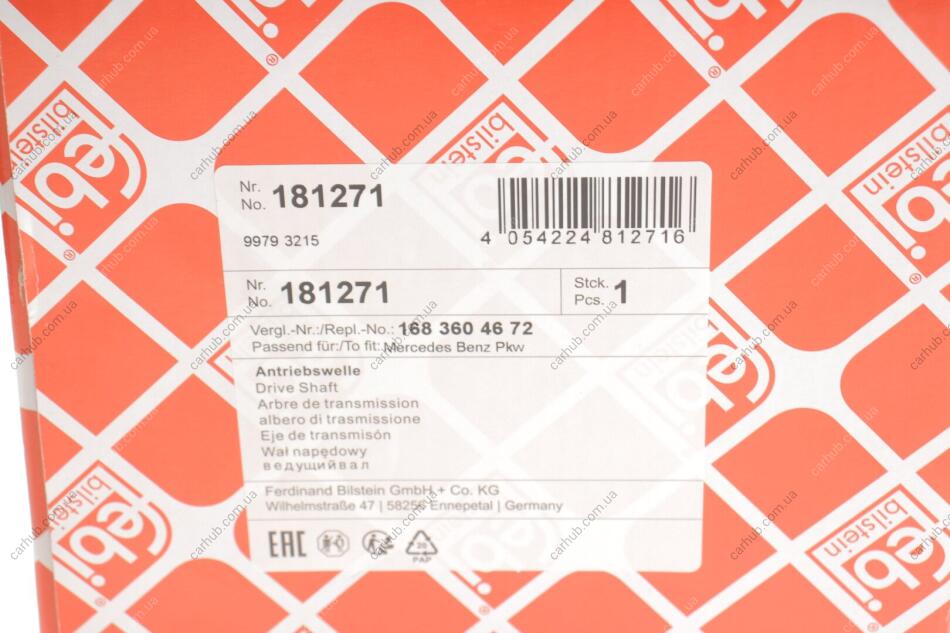 febi
bilstein
Nr.
No. 181271
9979 3215
4 054224 812716
Nr.
No. 181271
Stck.
Pcs. 1
Vergl.-Nr.:/Repl.-No.: 168 360 46 72
Passend für:/To fit: Mercedes Benz Pkw
Antriebswelle
Drive Shaft
Arbre de transmission
albero di trasmissione
Eje de transmisón
Wał napędowy
ведущийвал
Ferdinand Bilstein GmbH + Co. KG
Wilhelmstraße 47 | 58256 Ennepetal | Germany
EAC
PAP
carhub.com.ua